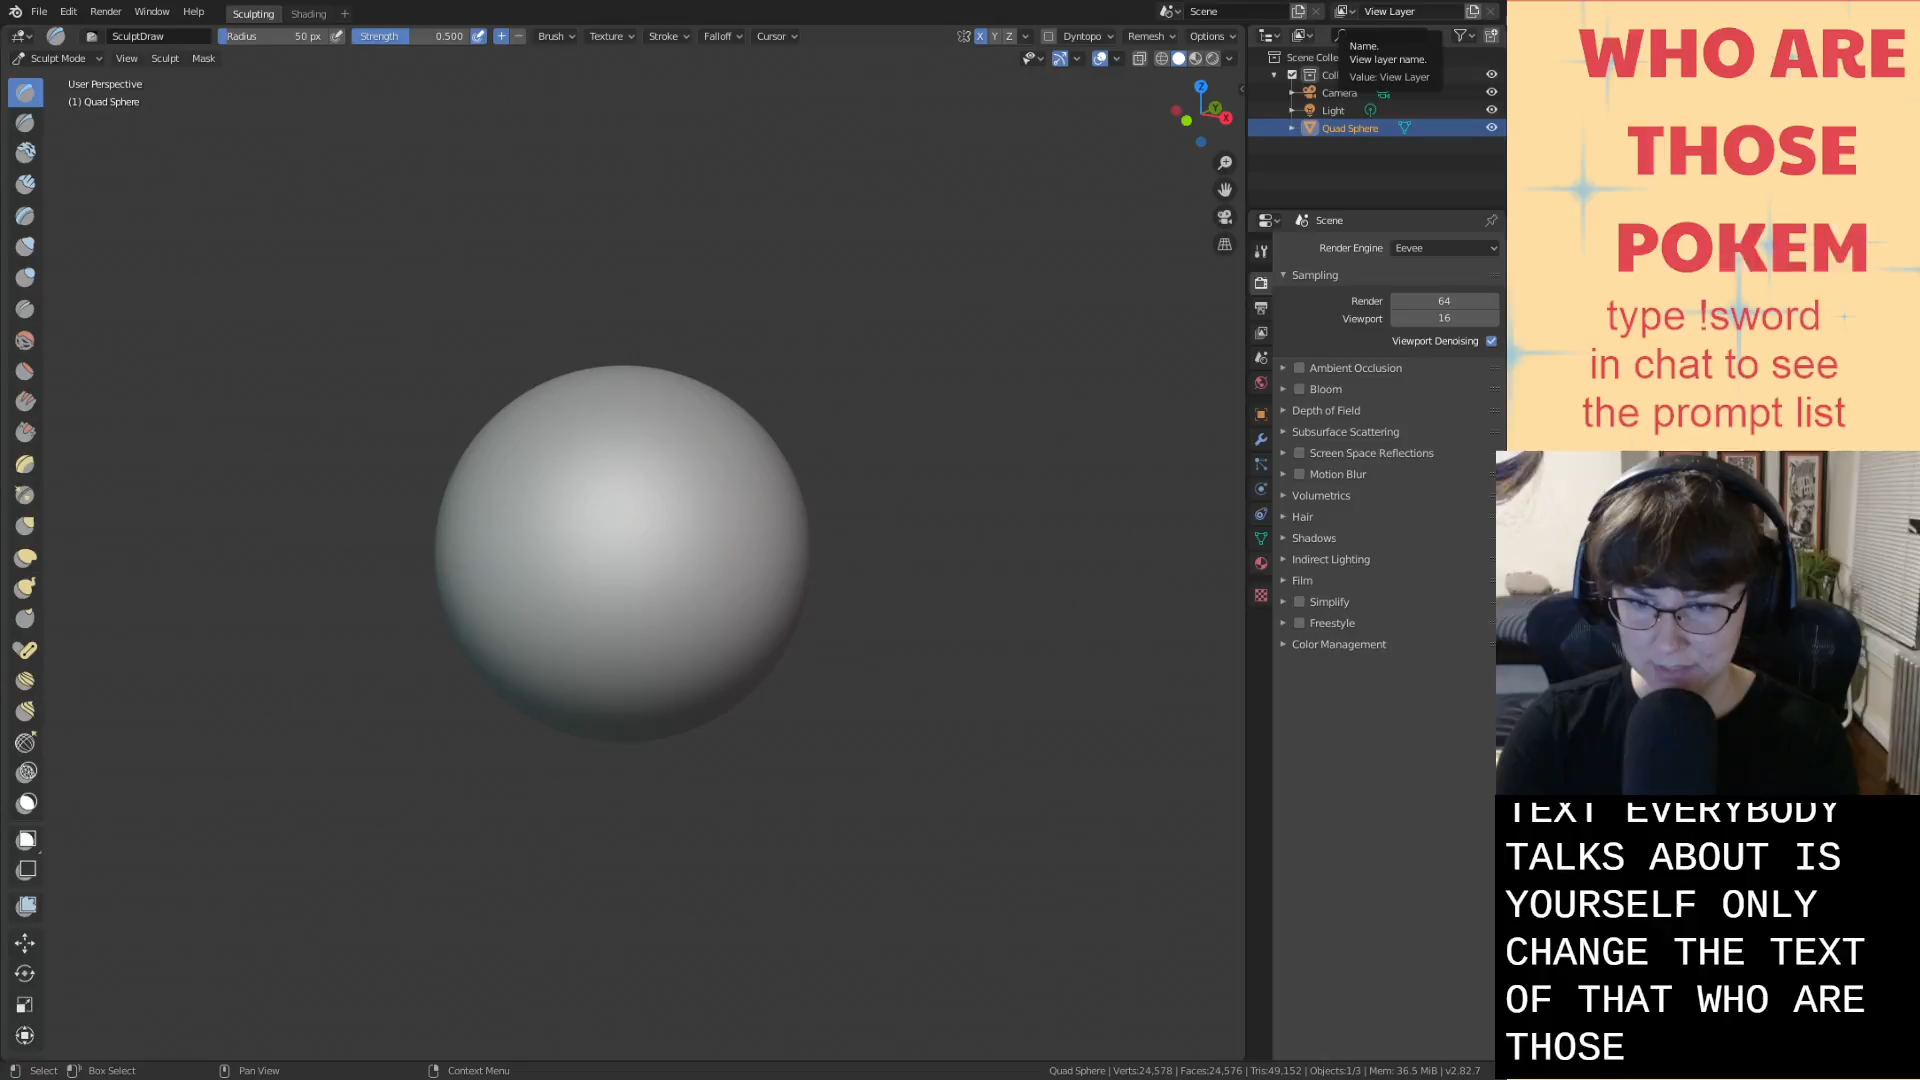 File Edit Render Window Help Sculpting Shading + Scene View Layer
SculptDraw Radius 50 px Strength 0.500 + − Brush Texture Stroke Falloff Cursor X Y Z Dyntopo Remesh Options
Sculpt Mode View Sculpt Mask
User Perspective
(1) Quad Sphere
Z
Y
X
Scene Colle
Coll
Camera
Light
Quad Sphere
Name.
View layer name.
Value: View Layer
Scene
Render Engine Eevee
Sampling
Render 64
Viewport 16
Viewport Denoising
Ambient Occlusion
Bloom
Depth of Field
Subsurface Scattering
Screen Space Reflections
Motion Blur
Volumetrics
Hair
Shadows
Indirect Lighting
Film
Simplify
Freestyle
Color Management
WHO ARE
THOSE
POKEM
type !sword
in chat to see
the prompt list
TEXT EVERYBODY
TALKS ABOUT IS
YOURSELF ONLY
CHANGE THE TEXT
OF THAT WHO ARE
THOSE
Select Box Select Pan View Context Menu Quad Sphere | Verts:24,578 | Faces:24,576 | Tris:49,152 | Objects:1/3 | Mem: 36.5 MiB | v2.82.7